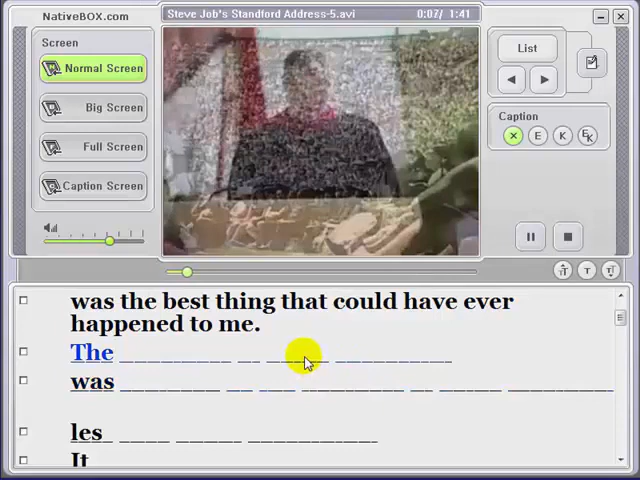 NativeBOX.com
Steve Job's Standford Address-5.avi
0:07/ 1:41
Screen
Normal Screen
Big Screen
Full Screen
Caption Screen
List
Caption
X E K EK
T T T
was the best thing that could have ever
happened to me.
The
was
les
It